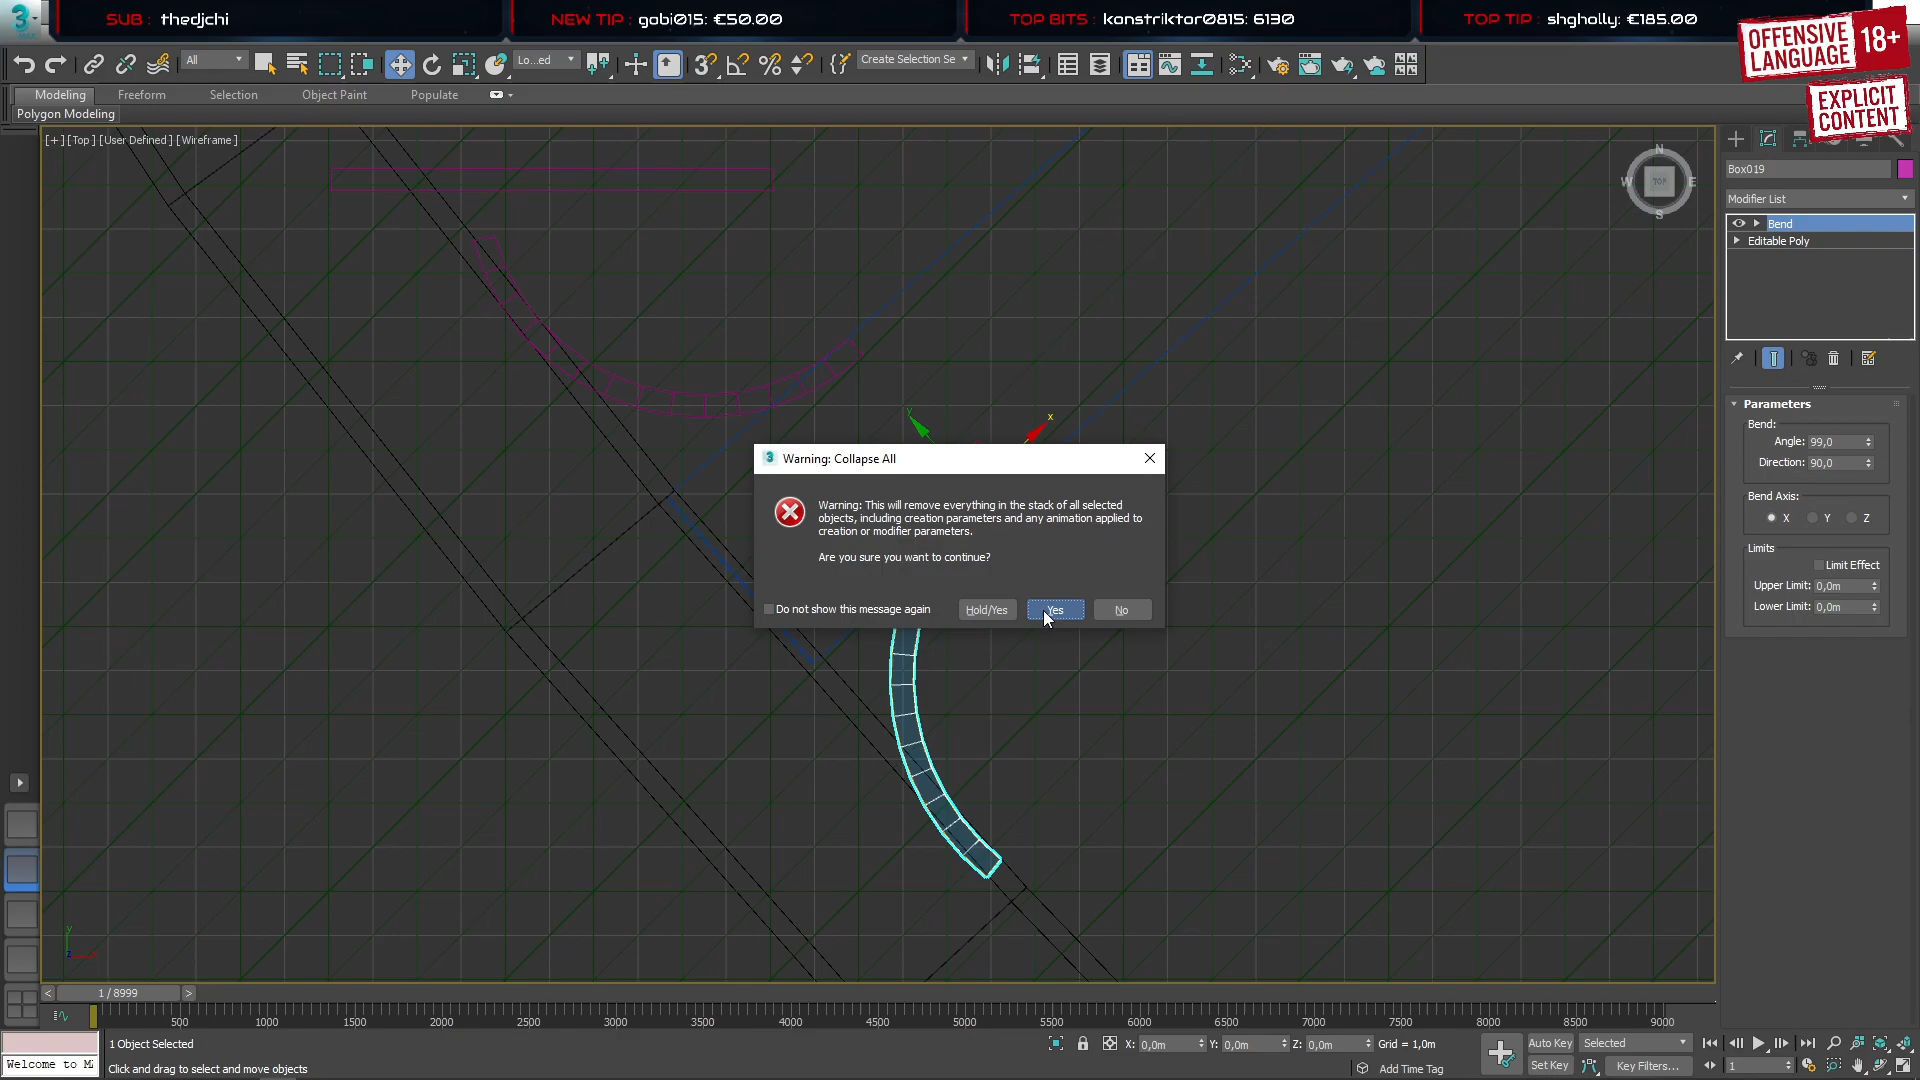 SUB : thedjchi
NEW TIP : gabi015: €50.00
TOP BITS : konstriktor0815: 6130
TOP TIP : shgholly: €185.00
OFFENSIVE LANGUAGE 18+
EXPLICIT CONTENT
All
Lo...ed
Create Selection Se
Modeling
Freeform
Selection
Object Paint
Populate
Polygon Modeling
[+] [Top] [User Defined] [Wireframe]
N
W TOP E
S
Box019
Modifier List
Bend
Editable Poly
Parameters
Bend:
Angle: 99,0
Direction: 90,0
Bend Axis:
X Y Z
Limits
Limit Effect
Upper Limit: 0,0m
Lower Limit: 0,0m
y
x
Warning: Collapse All
Warning: This will remove everything in the stack of all selected
objects, including creation parameters and any animation applied to
creation or modifier parameters.
Are you sure you want to continue?
Do not show this message again
Hold/Yes
Yes
No
y
z
1 / 8999
500 1000 1500 2000 2500 3000 3500 4000 4500 5000 5500 6000 6500 7000 7500 8000 8500 9000
1 Object Selected
X: 0,0m Y: 0,0m Z: 0,0m Grid = 1,0m
Auto Key
Selected
Welcome to M
Click and drag to select and move objects
Add Time Tag
Set Key
Key Filters...
1